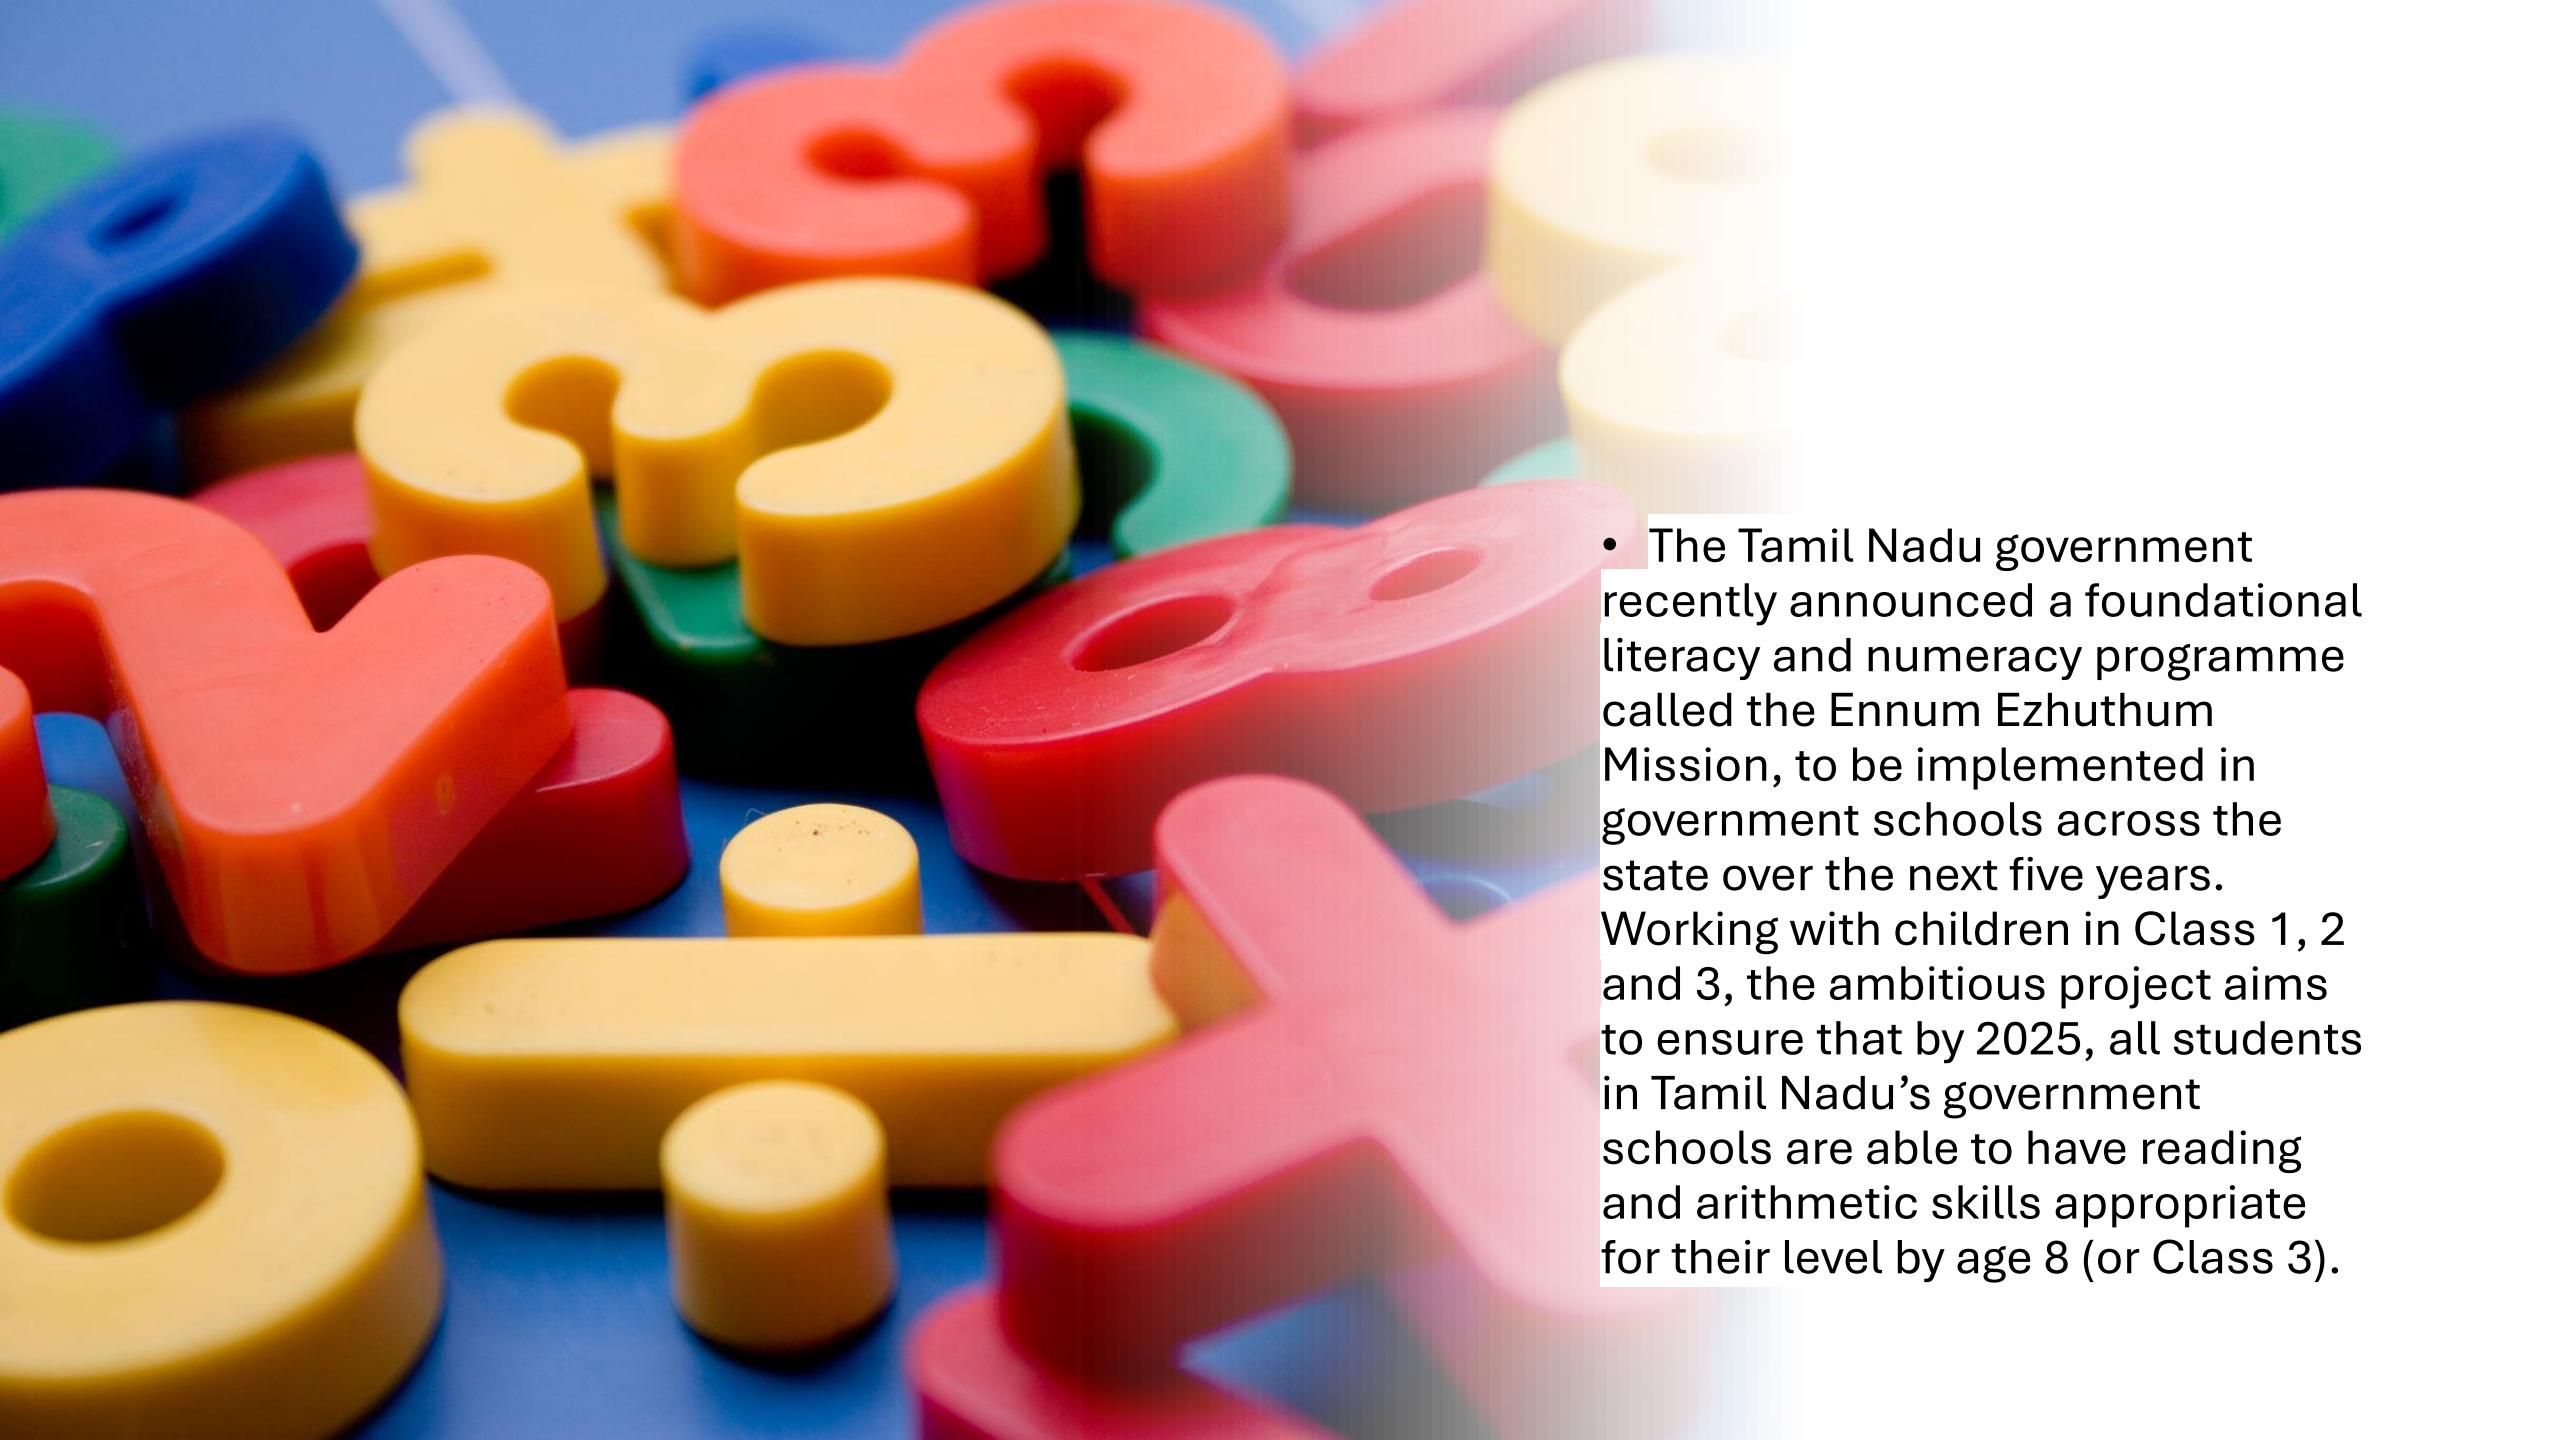 • The Tamil Nadu government
recently announced a foundational
literacy and numeracy programme
called the Ennum Ezhuthum
Mission, to be implemented in
government schools across the
state over the next five years.
Working with children in Class 1, 2
and 3, the ambitious project aims
to ensure that by 2025, all students
in Tamil Nadu’s government
schools are able to have reading
and arithmetic skills appropriate
for their level by age 8 (or Class 3).